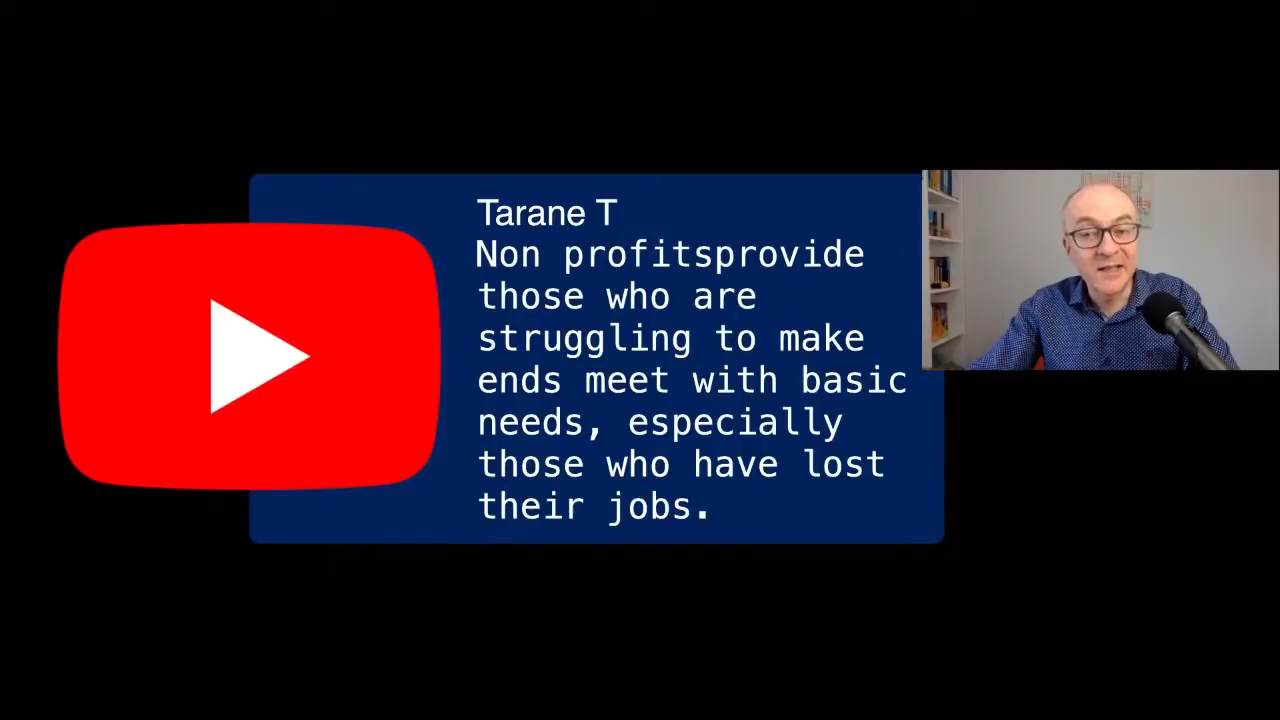 Tarane T
Non profitsprovide
those who are
struggling to make
ends meet with basic
needs, especially
those who have lost
their jobs.